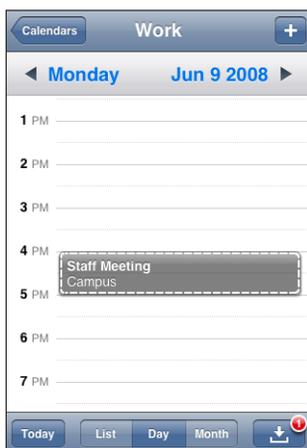 Calendars Work +
Monday Jun 9 2008
1 PM
2 PM
3 PM
4 PM
Staff Meeting
Campus
5 PM
6 PM
7 PM
Today List Day Month 1